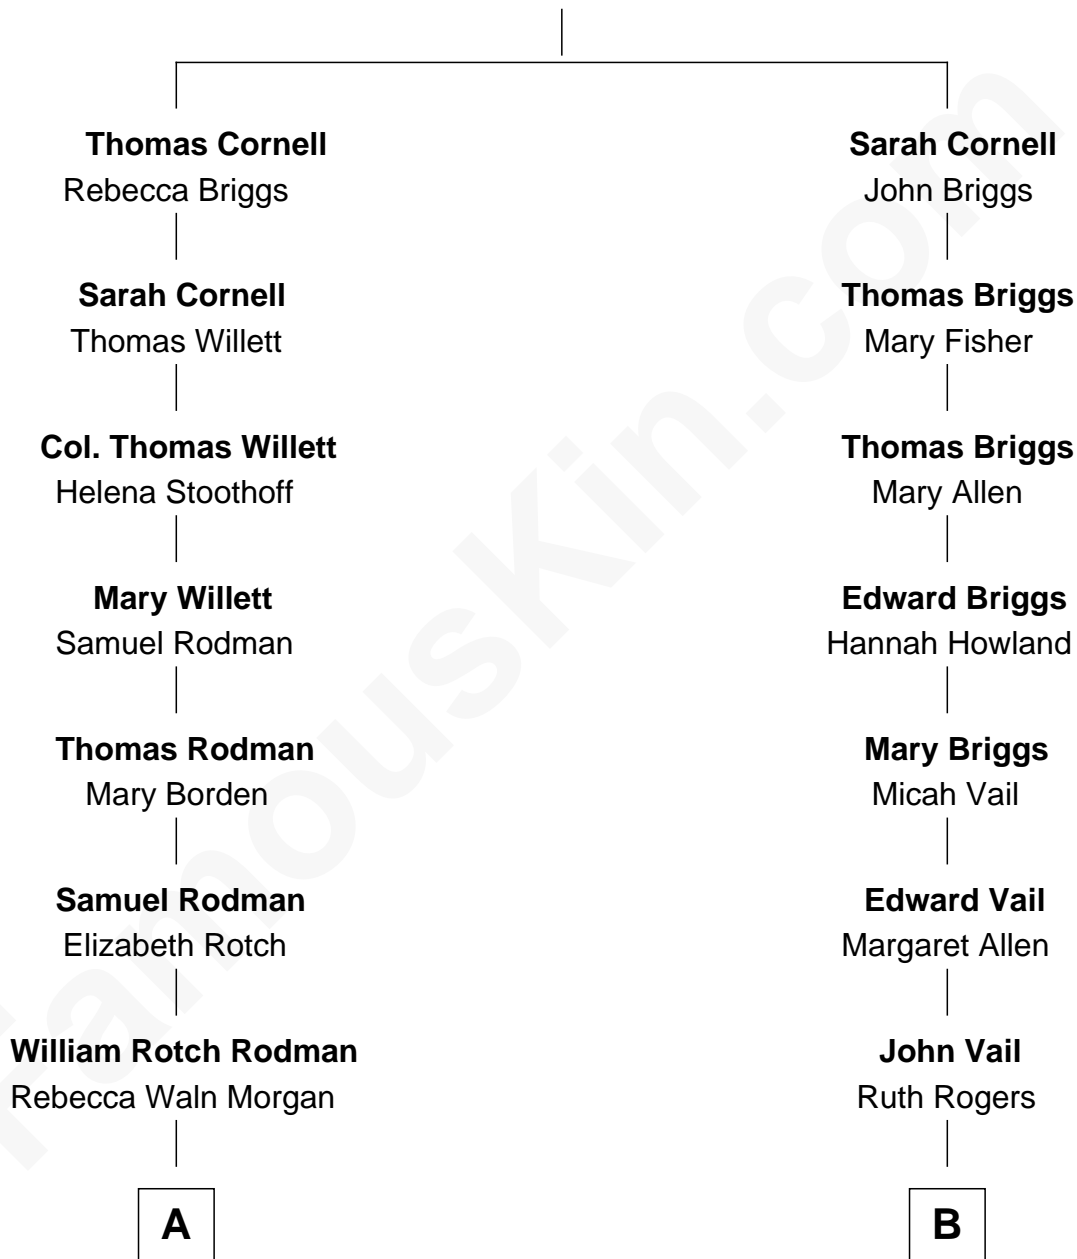 Thomas Cornell
Rebecca Briggs
Sarah Cornell
Thomas Willett
Col. Thomas Willett
Helena Stoothoff
Mary Willett
Samuel Rodman
Thomas Rodman
Mary Borden
Samuel Rodman
Elizabeth Rotch
William Rotch Rodman
Rebecca Waln Morgan
A
Sarah Cornell
John Briggs
Thomas Briggs
Mary Fisher
Thomas Briggs
Mary Allen
Edward Briggs
Hannah Howland
Mary Briggs
Micah Vail
Edward Vail
Margaret Allen
John Vail
Ruth Rogers
B
FamousKin.com